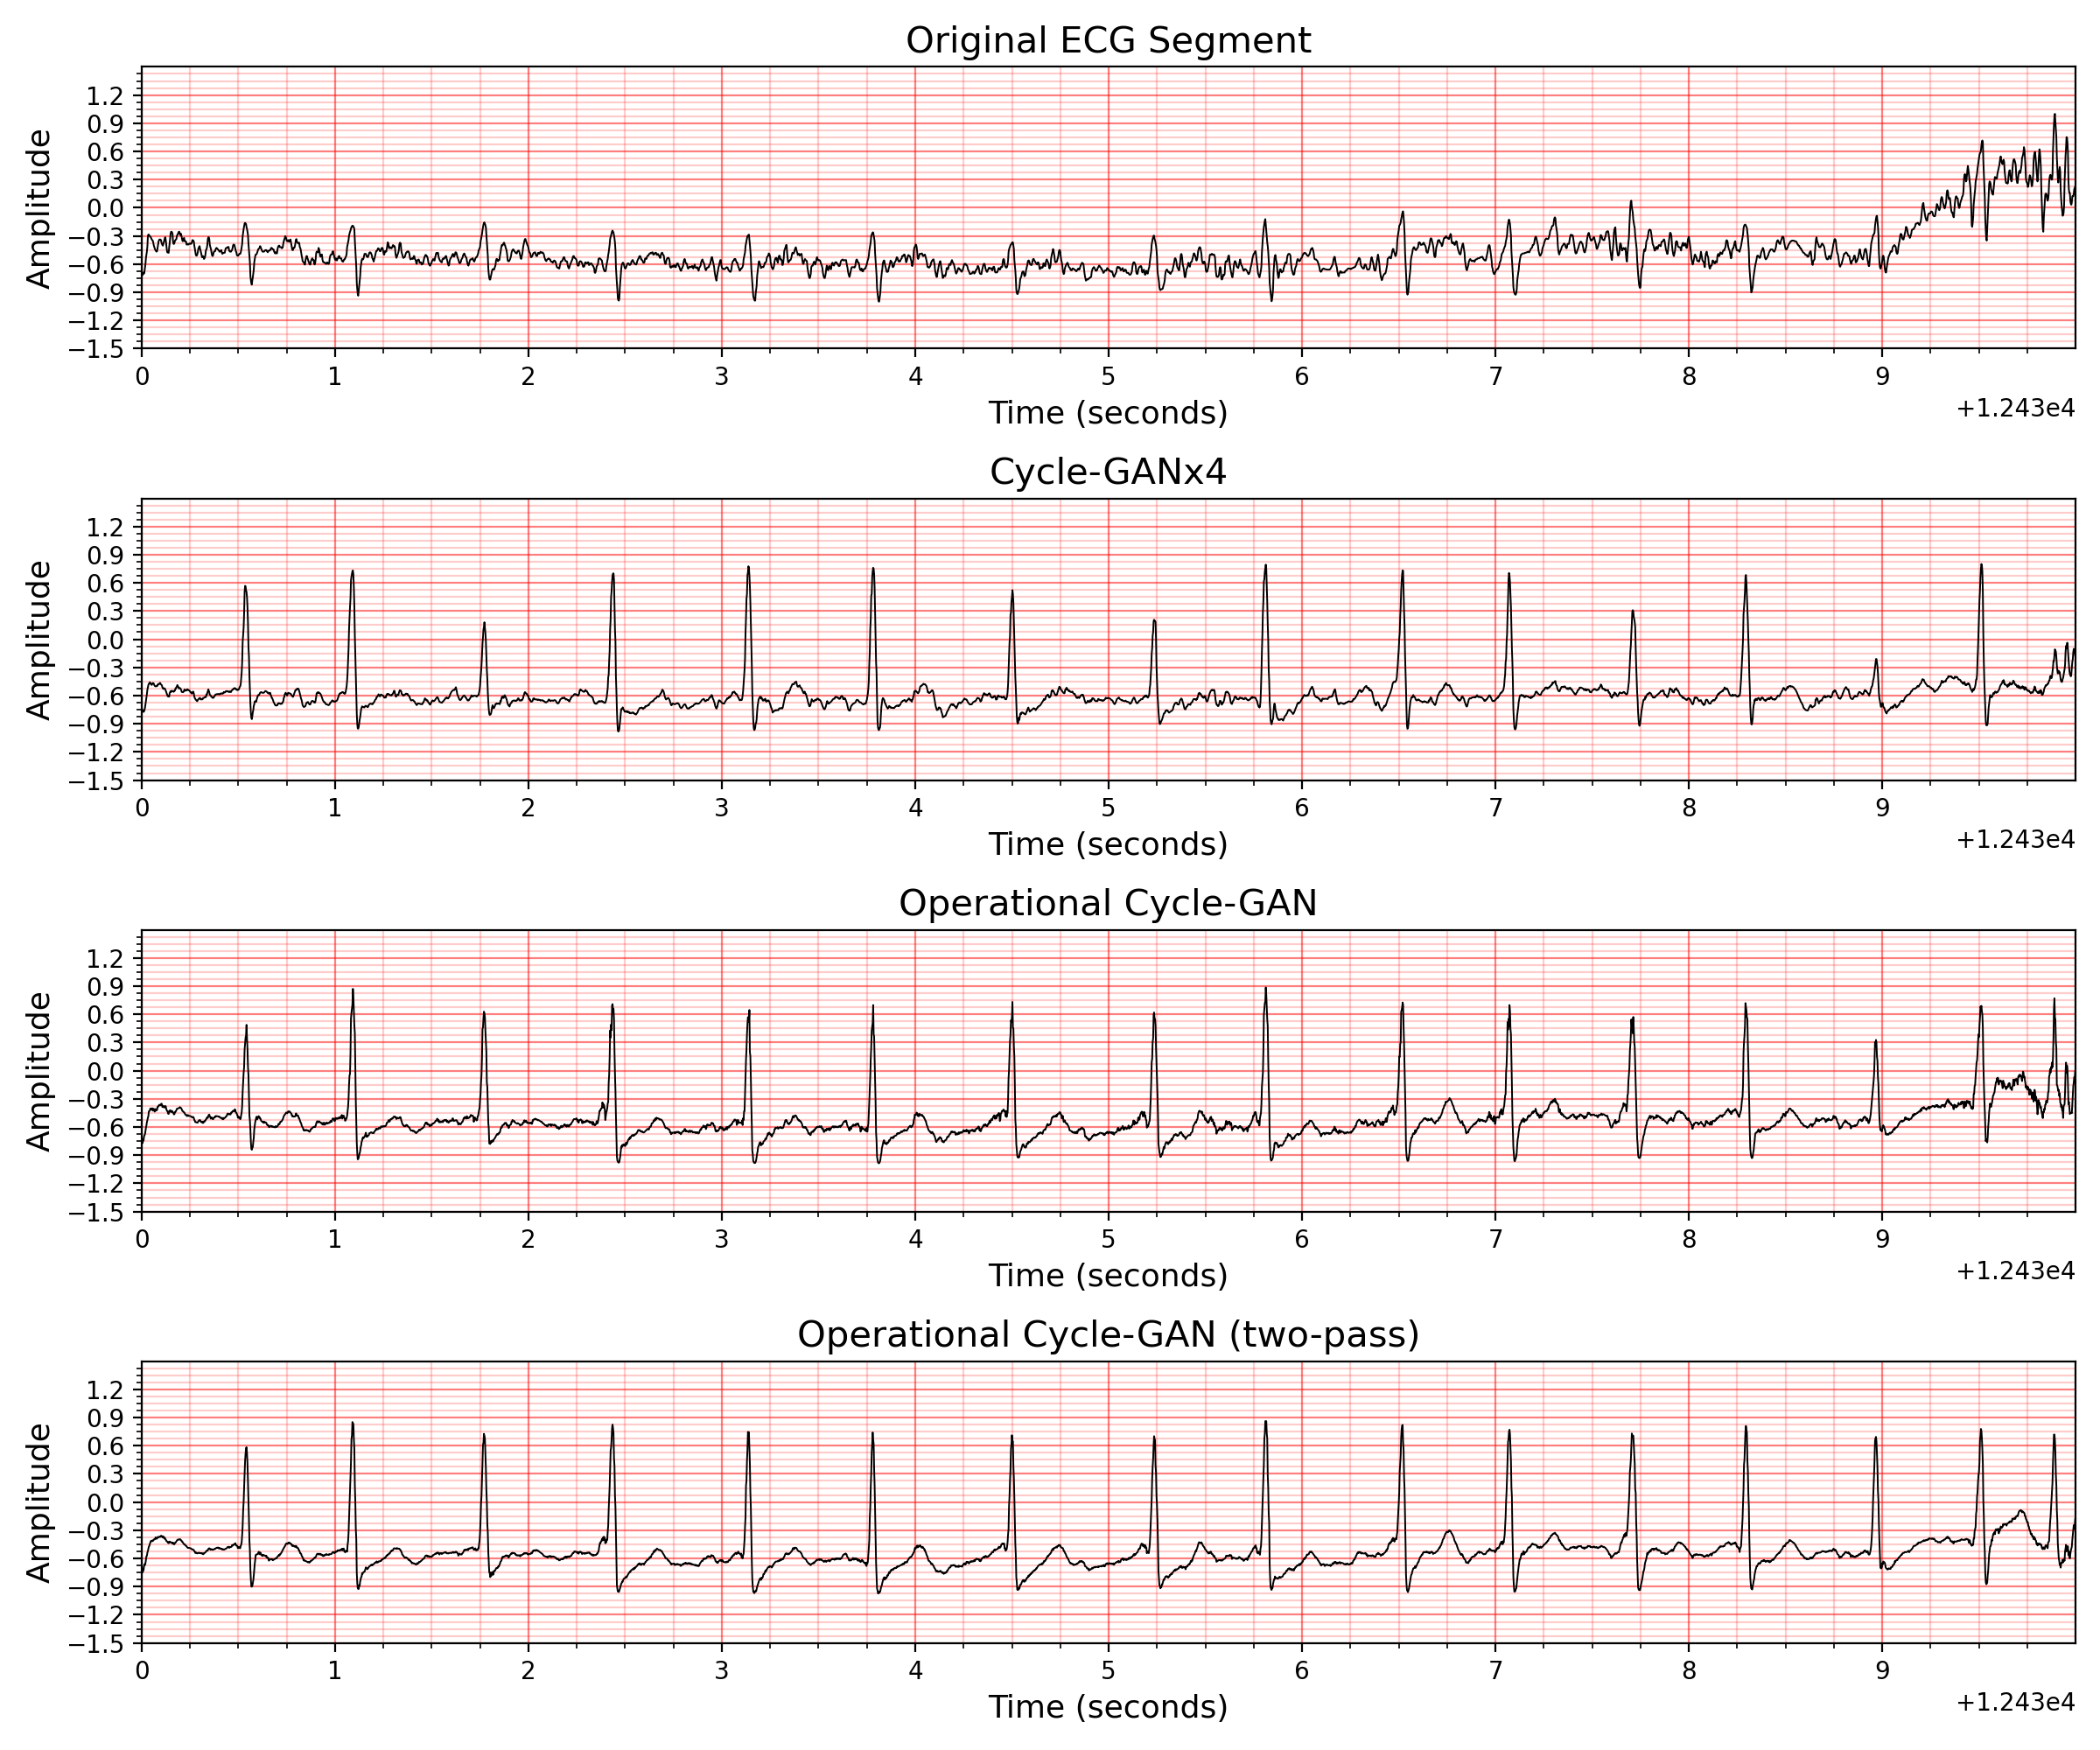 Original ECG Segment
Amplitude
1.2
0.9
0.6
0.3
0.0
−0.3
−0.6
−0.9
−1.2
−1.5
0 1 2 3 4 5 6 7 8 9
Time (seconds)
+1.243e4
Cycle-GANx4
Amplitude
1.2
0.9
0.6
0.3
0.0
−0.3
−0.6
−0.9
−1.2
−1.5
0 1 2 3 4 5 6 7 8 9
Time (seconds)
+1.243e4
Operational Cycle-GAN
Amplitude
1.2
0.9
0.6
0.3
0.0
−0.3
−0.6
−0.9
−1.2
−1.5
0 1 2 3 4 5 6 7 8 9
Time (seconds)
+1.243e4
Operational Cycle-GAN (two-pass)
Amplitude
1.2
0.9
0.6
0.3
0.0
−0.3
−0.6
−0.9
−1.2
−1.5
0 1 2 3 4 5 6 7 8 9
Time (seconds)
+1.243e4